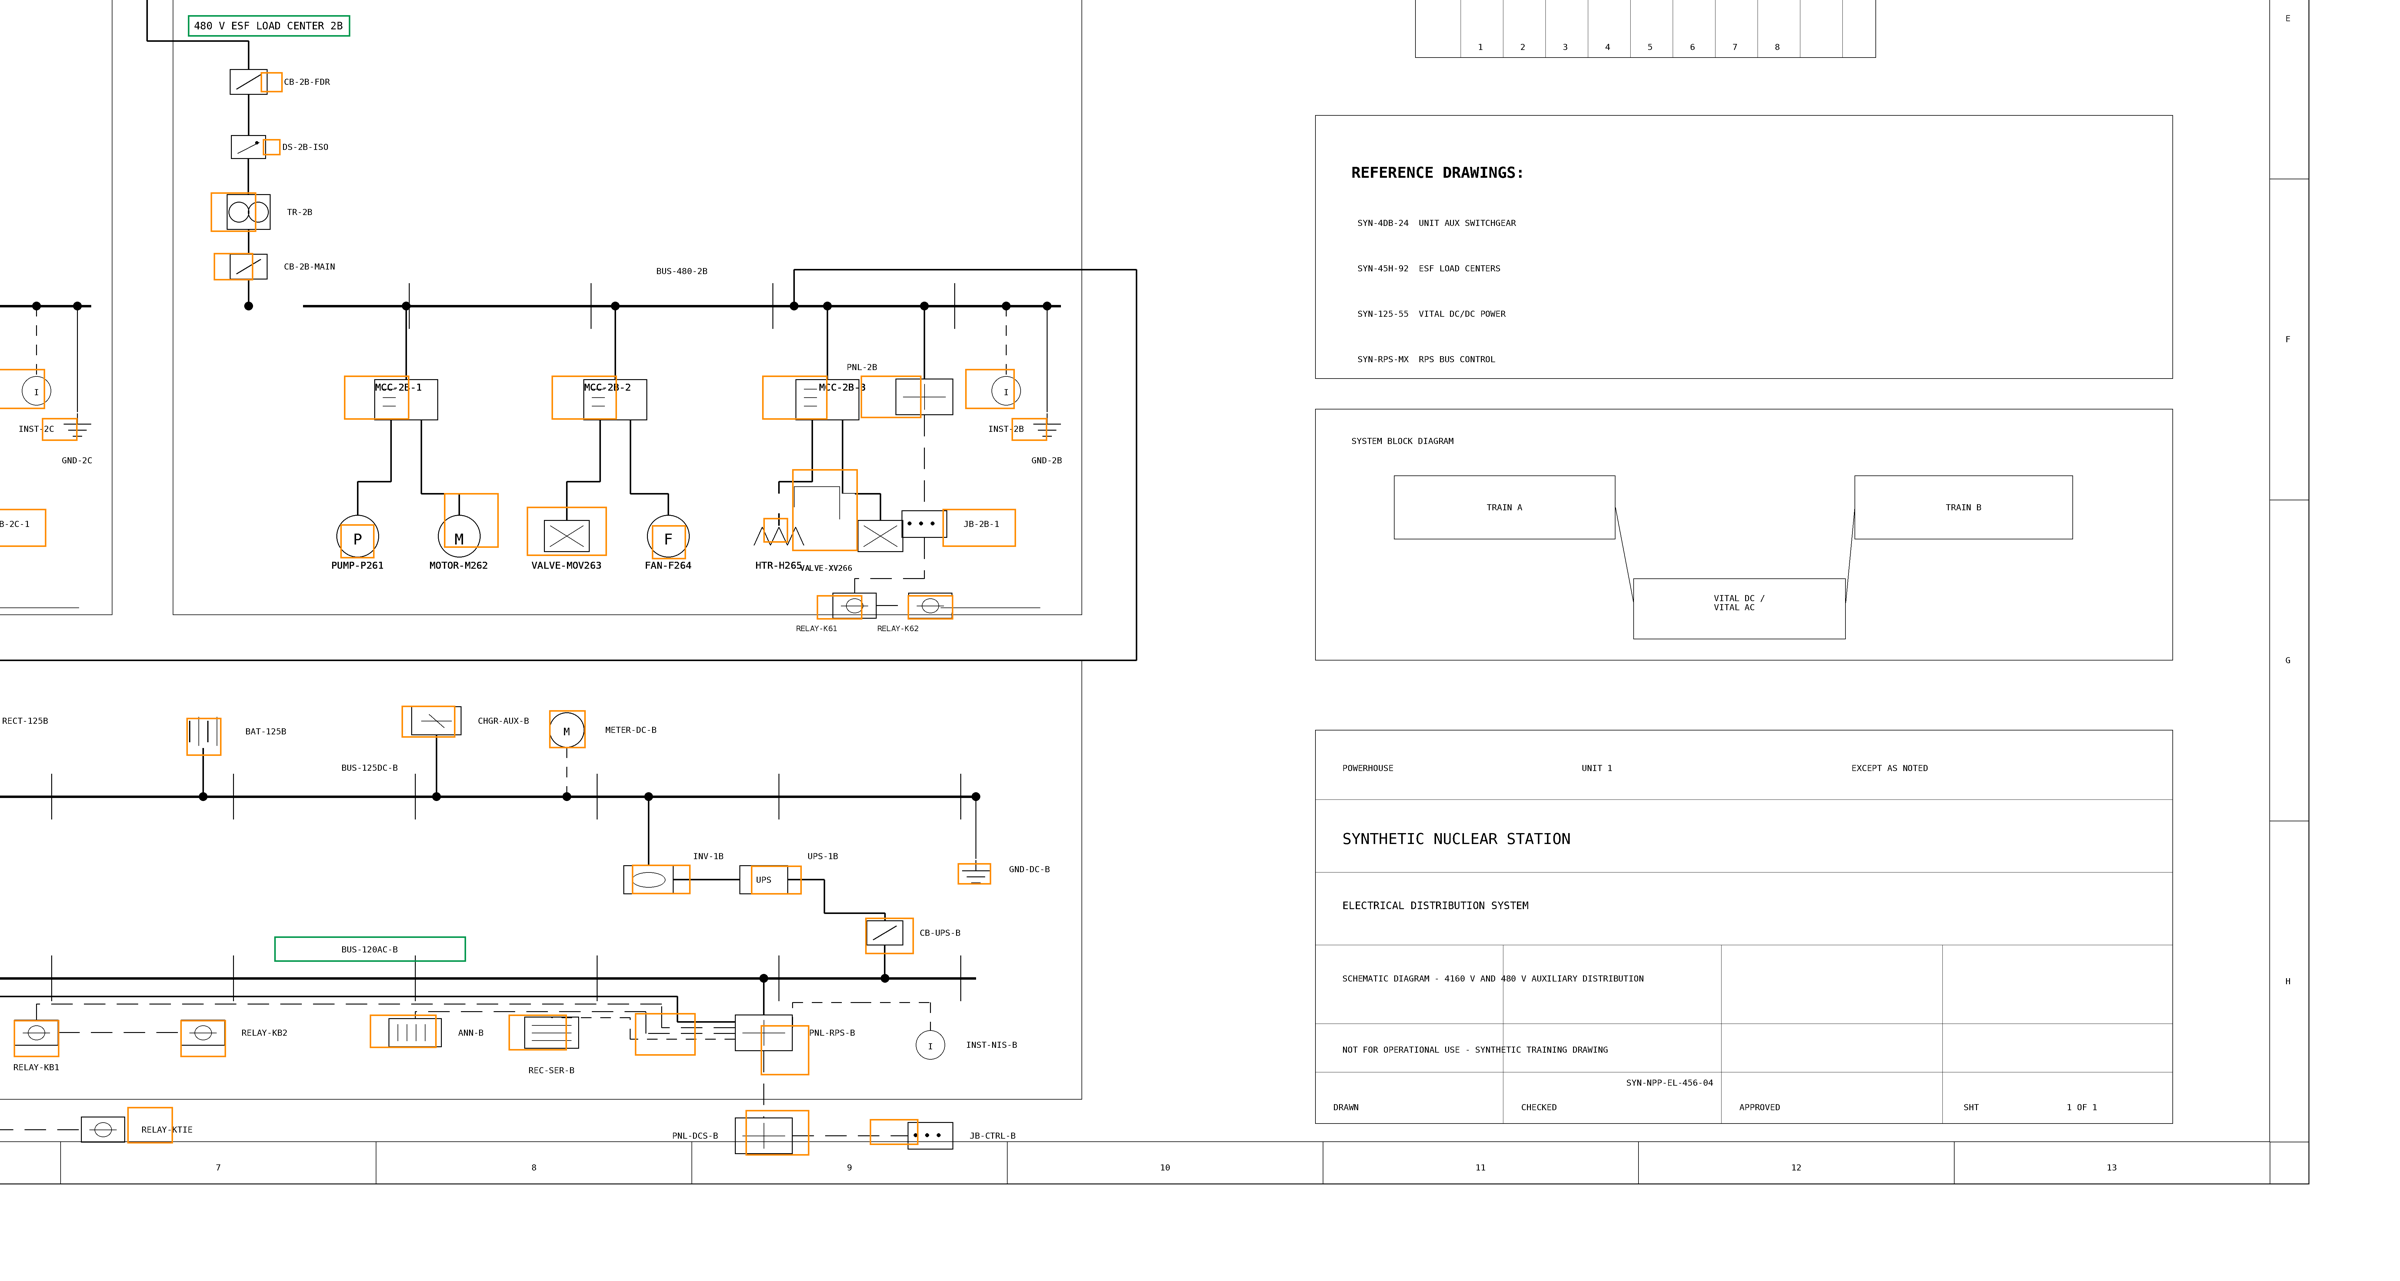 480 V ESF LOAD CENTER 2B
1 2 3 4 5 6 7 8
E
CB-2B-FDR
DS-2B-ISO
TR-2B
CB-2B-MAIN
BUS-480-2B
MCC-2B-1
MCC-2B-2
MCC-2B-3
PNL-2B
I
I
INST-2C
GND-2C
INST-2B
GND-2B
B-2C-1
JB-2B-1
P
M
F
PUMP-P261
MOTOR-M262
VALVE-MOV263
FAN-F264
HTR-H265
VALVE-XV266
RELAY-K61
RELAY-K62
REFERENCE DRAWINGS:
SYN-4DB-24 UNIT AUX SWITCHGEAR
SYN-45H-92 ESF LOAD CENTERS
SYN-125-55 VITAL DC/DC POWER
SYN-RPS-MX RPS BUS CONTROL
F
SYSTEM BLOCK DIAGRAM
TRAIN A
TRAIN B
VITAL DC /
VITAL AC
G
RECT-125B
BAT-125B
CHGR-AUX-B
M
METER-DC-B
BUS-125DC-B
INV-1B
UPS-1B
UPS
GND-DC-B
CB-UPS-B
BUS-120AC-B
RELAY-KB1
RELAY-KB2
ANN-B
REC-SER-B
PNL-RPS-B
I
INST-NIS-B
RELAY-KTIE
PNL-DCS-B
JB-CTRL-B
POWERHOUSE
UNIT 1
EXCEPT AS NOTED
SYNTHETIC NUCLEAR STATION
ELECTRICAL DISTRIBUTION SYSTEM
SCHEMATIC DIAGRAM - 4160 V AND 480 V AUXILIARY DISTRIBUTION
NOT FOR OPERATIONAL USE - SYNTHETIC TRAINING DRAWING
SYN-NPP-EL-456-04
DRAWN
CHECKED
APPROVED
SHT
1 OF 1
H
7 8 9 10 11 12 13